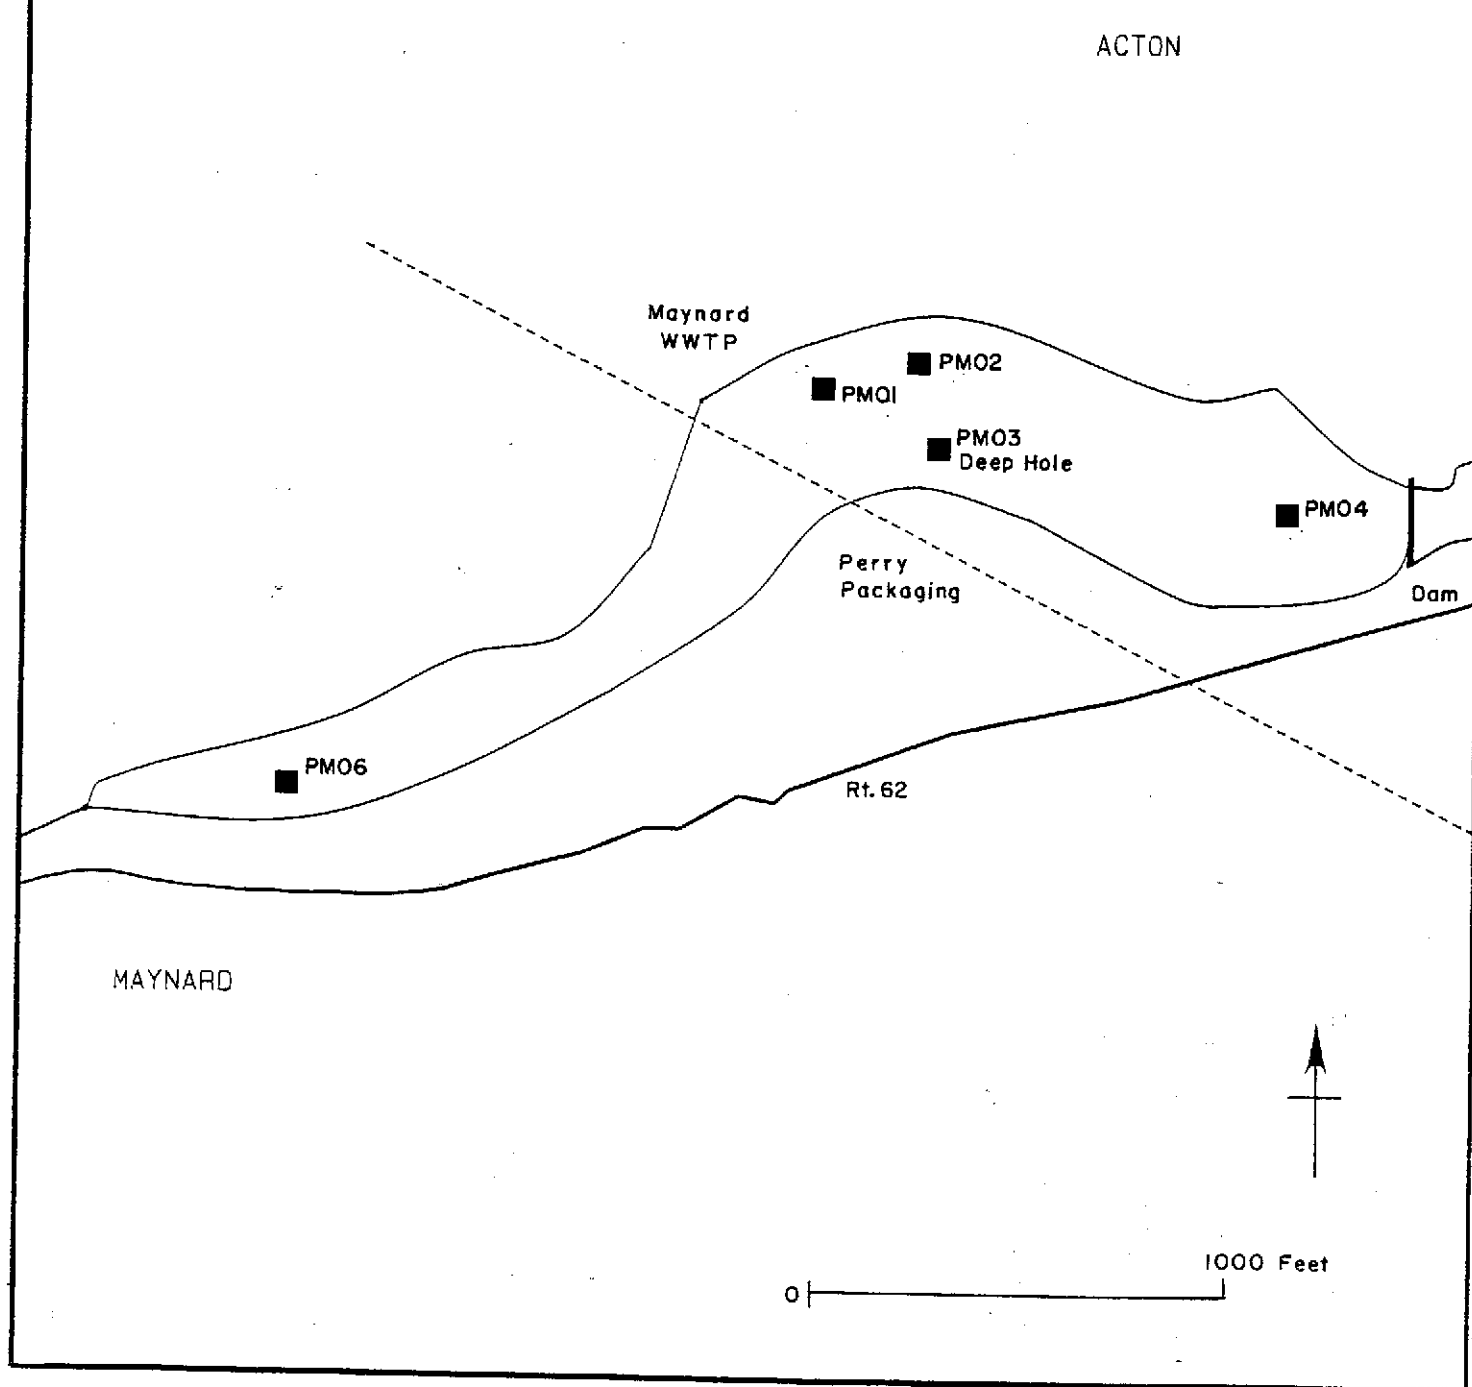 ACTON
Maynard
WWTP
PM02
PM01
PM03
Deep Hole
PM04
Perry
Packaging
Dam
PM06
Rt. 62
MAYNARD
1000 Feet
0